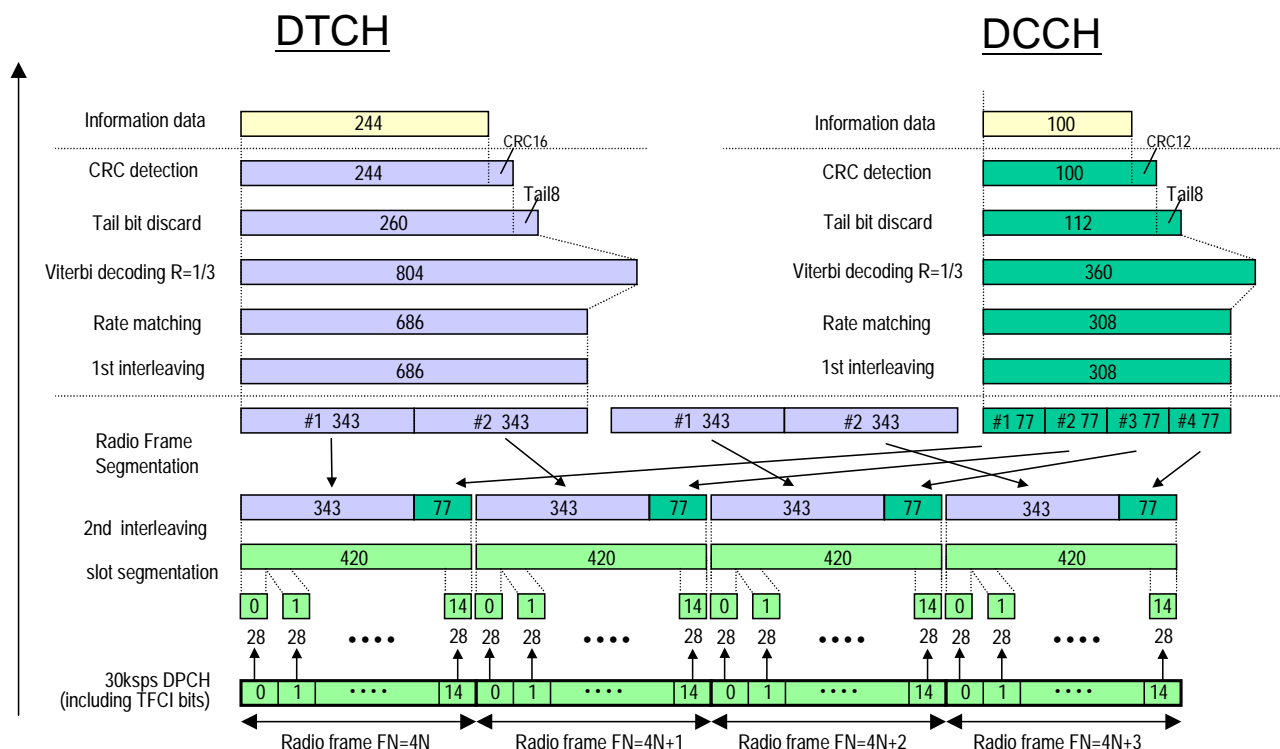 DTCH DCCH
Information data 244 Information data 100
CRC16 CRC12
CRC detection 244 CRC detection 100
Tail8 Tail8
Tail bit discard 260 Tail bit discard 112
Viterbi decoding R=1/3 804 Viterbi decoding R=1/3 360
Rate matching 686 Rate matching 308
1st interleaving 686 1st interleaving 308
#1 343 #2 343 #1 343 #2 343 #1 77 #2 77 #3 77 #4 77
Radio Frame
Segmentation
343 77 343 77 343 77 343 77
2nd interleaving
420 420 420 420
slot segmentation
0 1 14 0 1 14 0 1 14 0 1 14
28 28 •••• 28 28 28 •••• 28 28 28 •••• 28 28 28 •••• 28
30ksps DPCH
(including TFCI bits)
0 1 •••• 14 0 1 •••• 14 0 1 •••• 14 0 1 •••• 14
Radio frame FN=4N Radio frame FN=4N+1 Radio frame FN=4N+2 Radio frame FN=4N+3